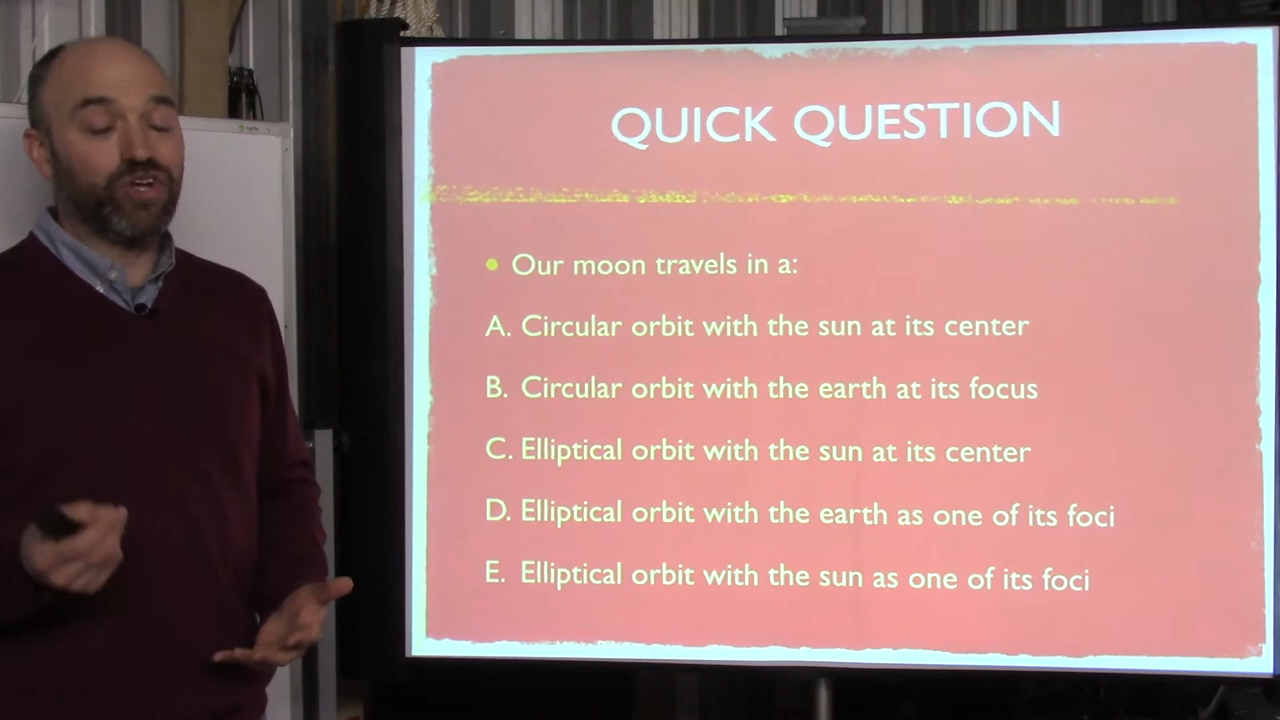 QUICK QUESTION
• Our moon travels in a:
A. Circular orbit with the sun at its center
B. Circular orbit with the earth at its focus
C. Elliptical orbit with the sun at its center
D. Elliptical orbit with the earth as one of its foci
E. Elliptical orbit with the sun as one of its foci